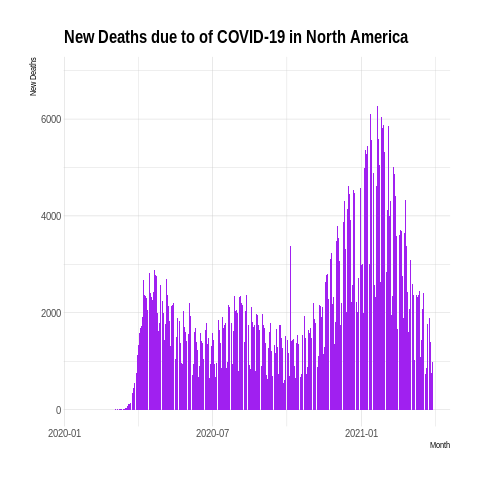 New Deaths due to of COVID-19 in North America
New Deaths
6000
4000
2000
0
2020-01
2020-07
2021-01
Month